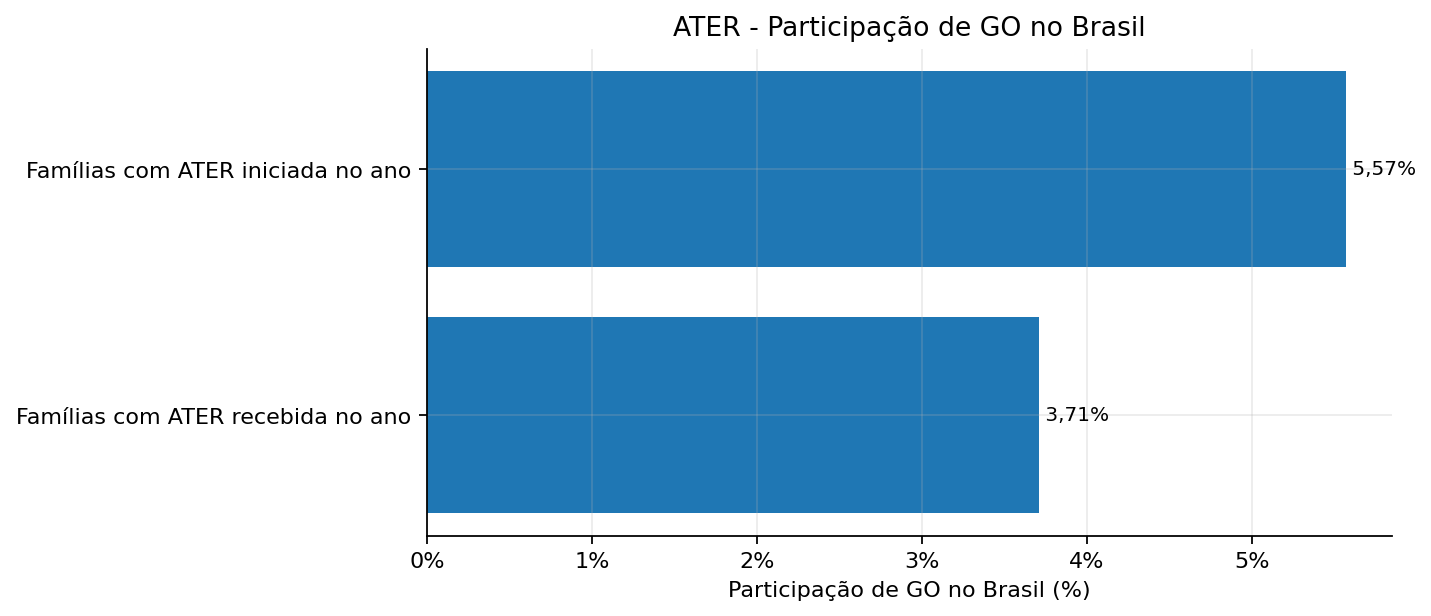 ATER - Participação de GO no Brasil
Famílias com ATER iniciada no ano
5,57%
Famílias com ATER recebida no ano
3,71%
0% 1% 2% 3% 4% 5%
Participação de GO no Brasil (%)